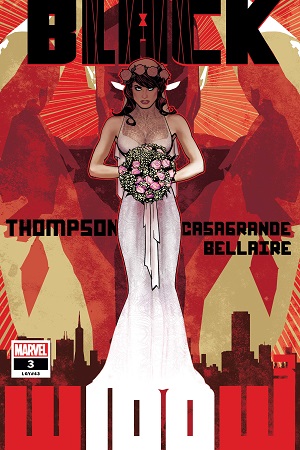 BLACK
THOMPSON
CASAGRANDE
BELLAIRE
MARVEL
3
LGY#43
WIDOW